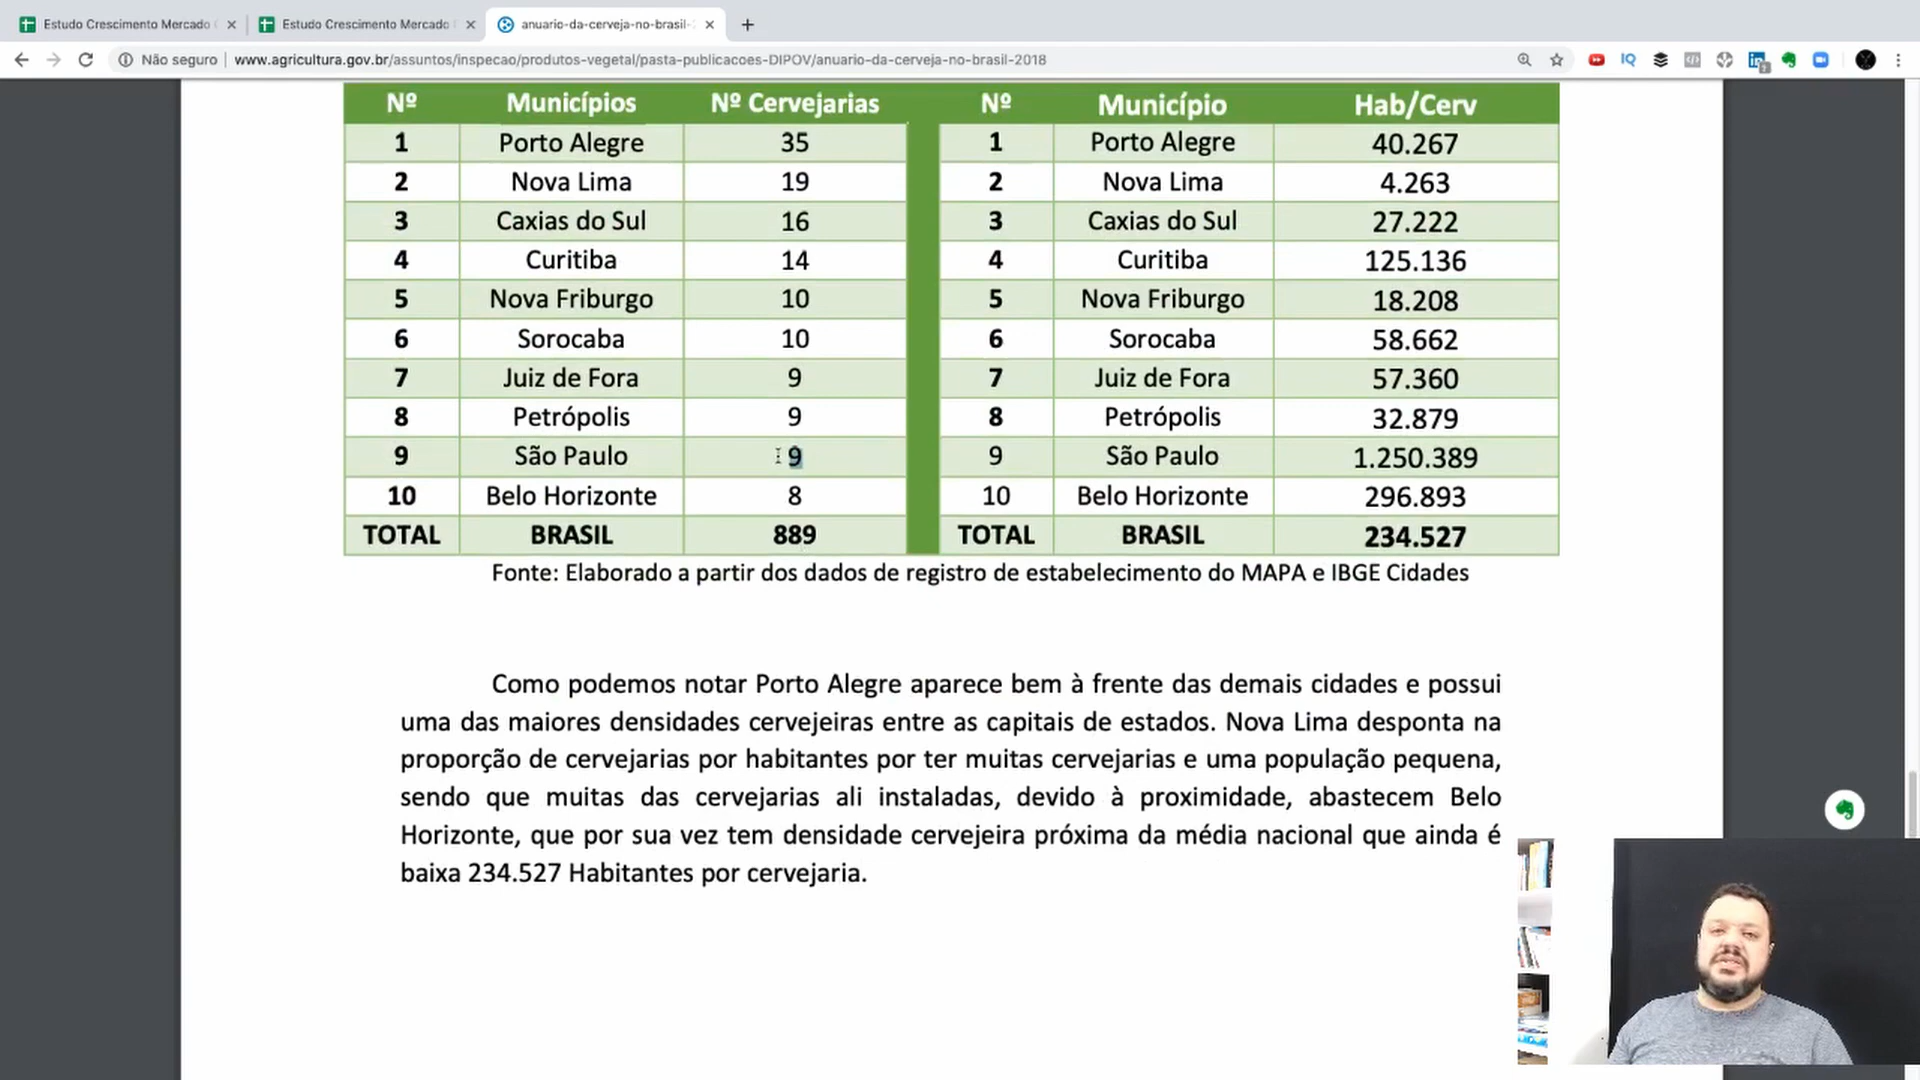 Estudo Crescimento Mercado
Estudo Crescimento Mercado
anuario-da-cerveja-no-brasil-
Não seguro | www.agricultura.gov.br/assuntos/inspecao/produtos-vegetal/pasta-publicacoes-DIPOV/anuario-da-cerveja-no-brasil-2018
Nº Municípios Nº Cervejarias Nº Município Hab/Cerv
1 Porto Alegre 35 1 Porto Alegre 40.267
2 Nova Lima 19 2 Nova Lima 4.263
3 Caxias do Sul 16 3 Caxias do Sul 27.222
4 Curitiba 14 4 Curitiba 125.136
5 Nova Friburgo 10 5 Nova Friburgo 18.208
6 Sorocaba 10 6 Sorocaba 58.662
7 Juiz de Fora 9 7 Juiz de Fora 57.360
8 Petrópolis 9 8 Petrópolis 32.879
9 São Paulo 9 9 São Paulo 1.250.389
10 Belo Horizonte 8 10 Belo Horizonte 296.893
TOTAL BRASIL 889 TOTAL BRASIL 234.527
Fonte: Elaborado a partir dos dados de registro de estabelecimento do MAPA e IBGE Cidades
Como podemos notar Porto Alegre aparece bem à frente das demais cidades e possui
uma das maiores densidades cervejeiras entre as capitais de estados. Nova Lima desponta na
proporção de cervejarias por habitantes por ter muitas cervejarias e uma população pequena,
sendo que muitas das cervejarias ali instaladas, devido à proximidade, abastecem Belo
Horizonte, que por sua vez tem densidade cervejeira próxima da média nacional que ainda é
baixa 234.527 Habitantes por cervejaria.